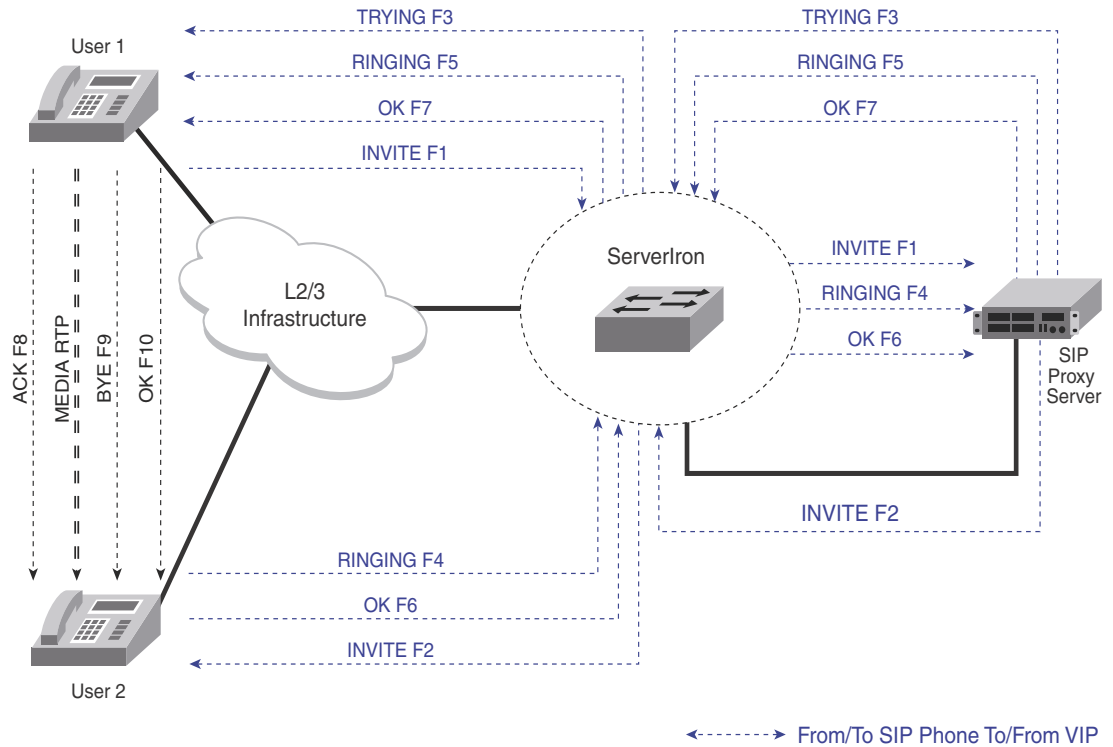 TRYING F3
TRYING F3
User 1
RINGING F5
RINGING F5
OK F7
OK F7
INVITE F1
ServerIron
INVITE F1
L2/3
Infrastructure
RINGING F4
OK F6
SIP
Proxy
Server
ACK F8
MEDIA RTP
BYE F9
OK F10
INVITE F2
RINGING F4
OK F6
INVITE F2
User 2
From/To SIP Phone To/From VIP